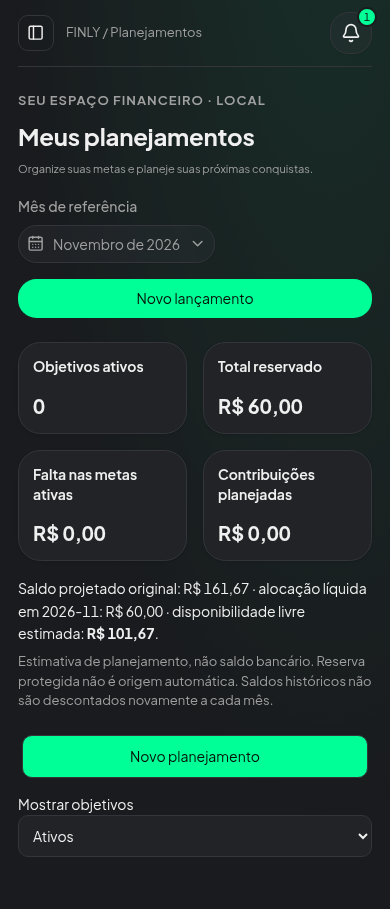 FINLY / Planejamentos
1
SEU ESPAÇO FINANCEIRO · LOCAL
Meus planejamentos
Organize suas metas e planeje suas próximas conquistas.
Mês de referência
Novembro de 2026
Novo lançamento
Objetivos ativos
0
Total reservado
R$ 60,00
Falta nas metas
ativas
R$ 0,00
Contribuições
planejadas
R$ 0,00
Saldo projetado original: R$ 161,67 · alocação líquida
em 2026-11: R$ 60,00 · disponibilidade livre
estimada: R$ 101,67.
Estimativa de planejamento, não saldo bancário. Reserva
protegida não é origem automática. Saldos históricos não
são descontados novamente a cada mês.
Novo planejamento
Mostrar objetivos
Ativos